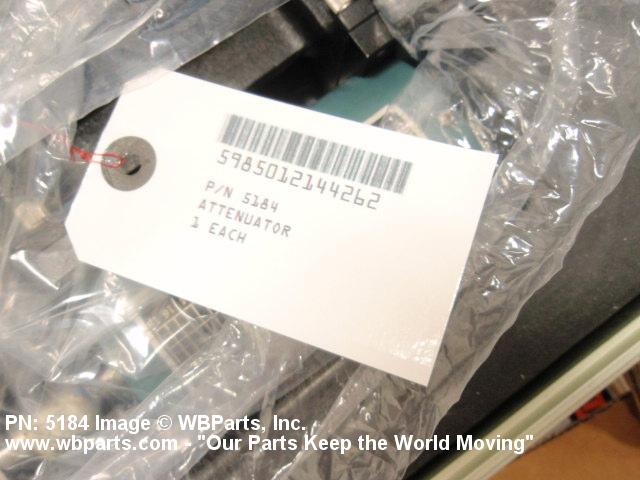 5985012144262
P/N 5184
ATTENUATOR
1 EACH
PN: 5184 Image © WBParts, Inc.
www.wbparts.com - "Our Parts Keep the World Moving"